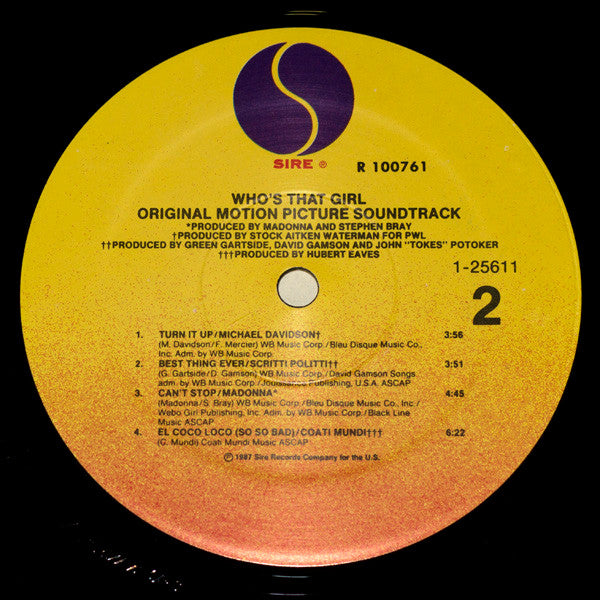 SIRE ®
R 100761
WHO'S THAT GIRL
ORIGINAL MOTION PICTURE SOUNDTRACK
*PRODUCED BY MADONNA AND STEPHEN BRAY
†PRODUCED BY STOCK AITKEN WATERMAN FOR PWL
††PRODUCED BY GREEN GARTSIDE, DAVID GAMSON AND JOHN "TOKES" POTOKER
†††PRODUCED BY HUBERT EAVES
1-25611
2
1. TURN IT UP/MICHAEL DAVIDSON† 3:56
(M. Davidson/F. Mercier) WB Music Corp./Bleu Disque Music Co.,
Inc. Adm. by WB Music Corp.
2. BEST THING EVER/SCRITTI POLITTI†† 3:51
(G. Gartside/D. Gamson) WB Music Corp./David Gamson Songs.
adm. by WB Music Corp./Jouissance Publishing, U.S.A. ASCAP
3. CAN'T STOP/MADONNA* 4:45
(Madonna/S. Bray) WB Music Corp./Bleu Disque Music Co., Inc./
Webo Girl Publishing, Inc. Adm. by WB Music Corp./Black Line
Music ASCAP
4. EL COCO LOCO (SO SO BAD)/COATI MUNDI††† 6:22
(C. Mundi) Coati Mundi Music ASCAP
℗ 1987 Sire Records Company for the U.S.